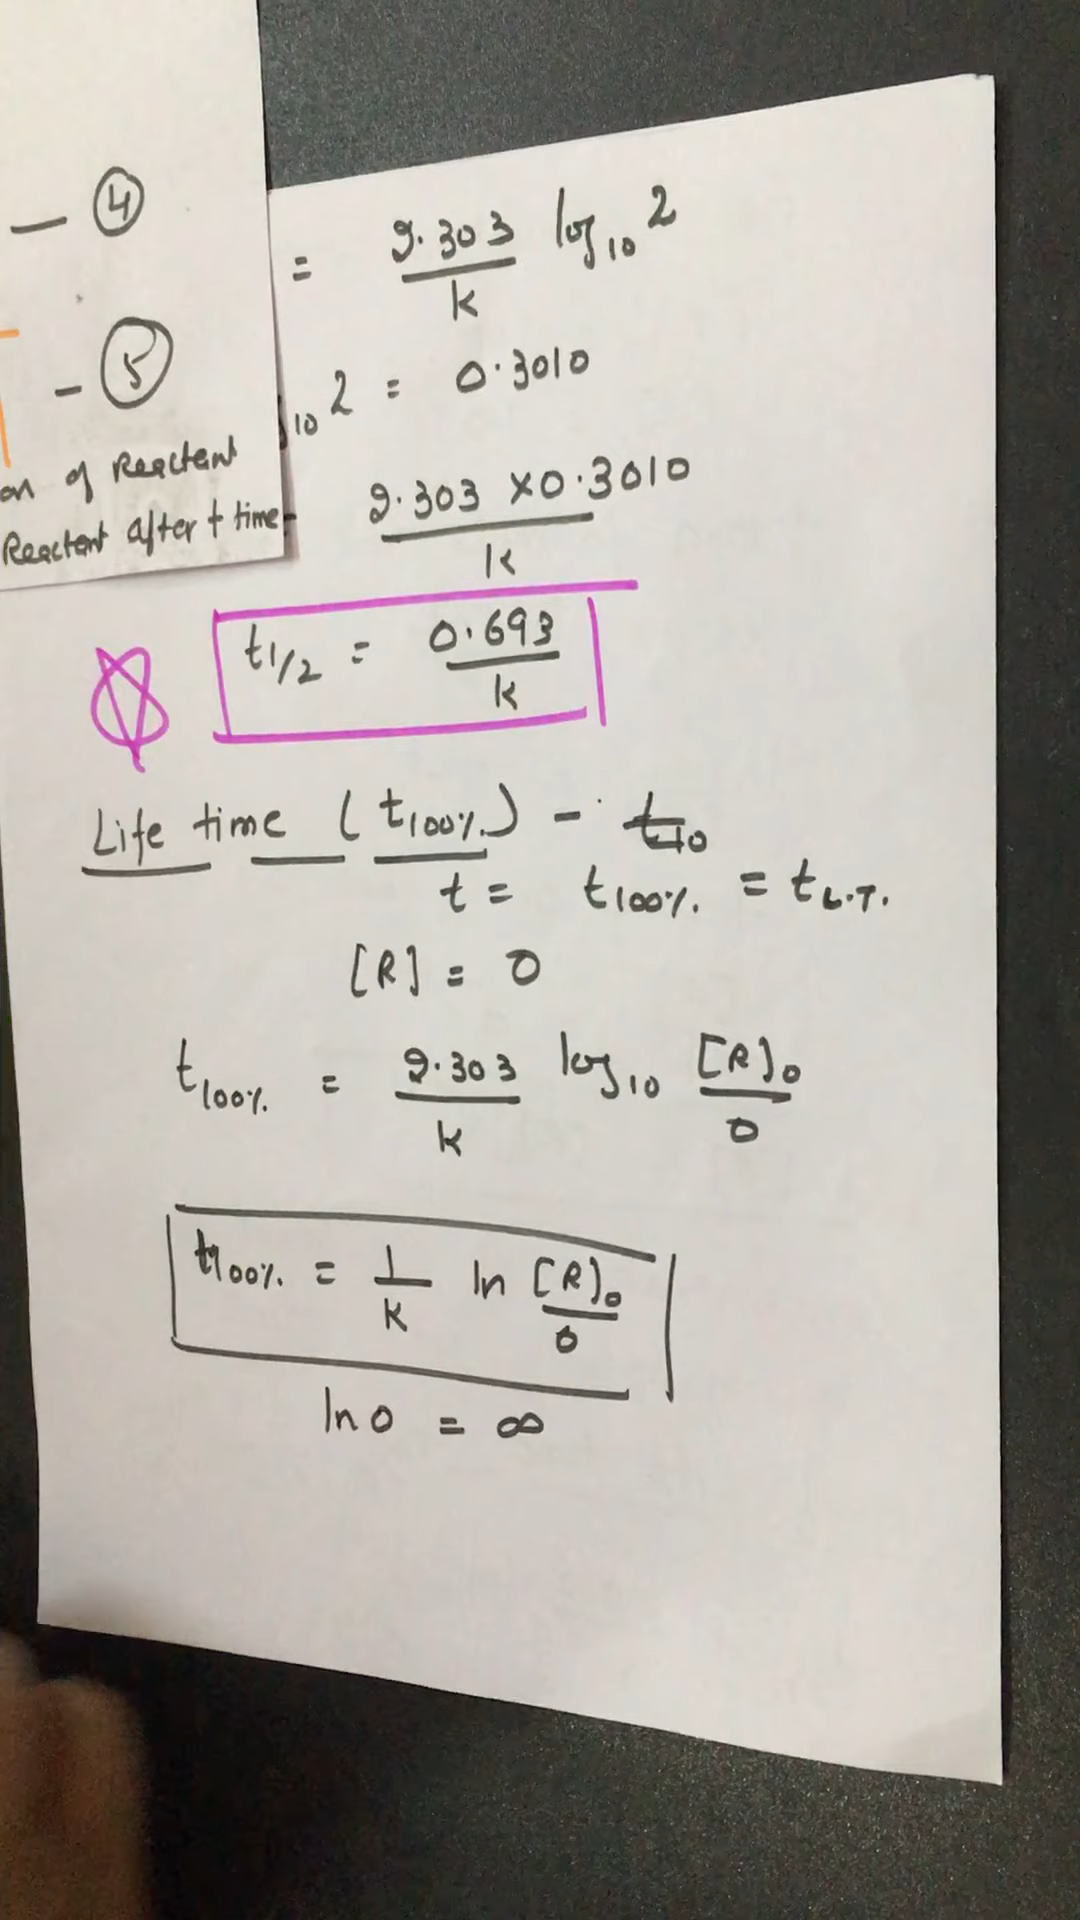 — ④
- ⑤
on of Reactant
Reactant after t time
= 2.303/k log₁₀ 2
₁₀ 2 = 0.3010
2.303 ×0.3010/k
t1/2 = 0.693/k
Life time (t100%) -
t = t100% = tL.T.
[R] = 0
t100% = 2.303/k log₁₀ [R]₀/0
t100% = 1/k ln [R]₀/0
ln 0 = ∞